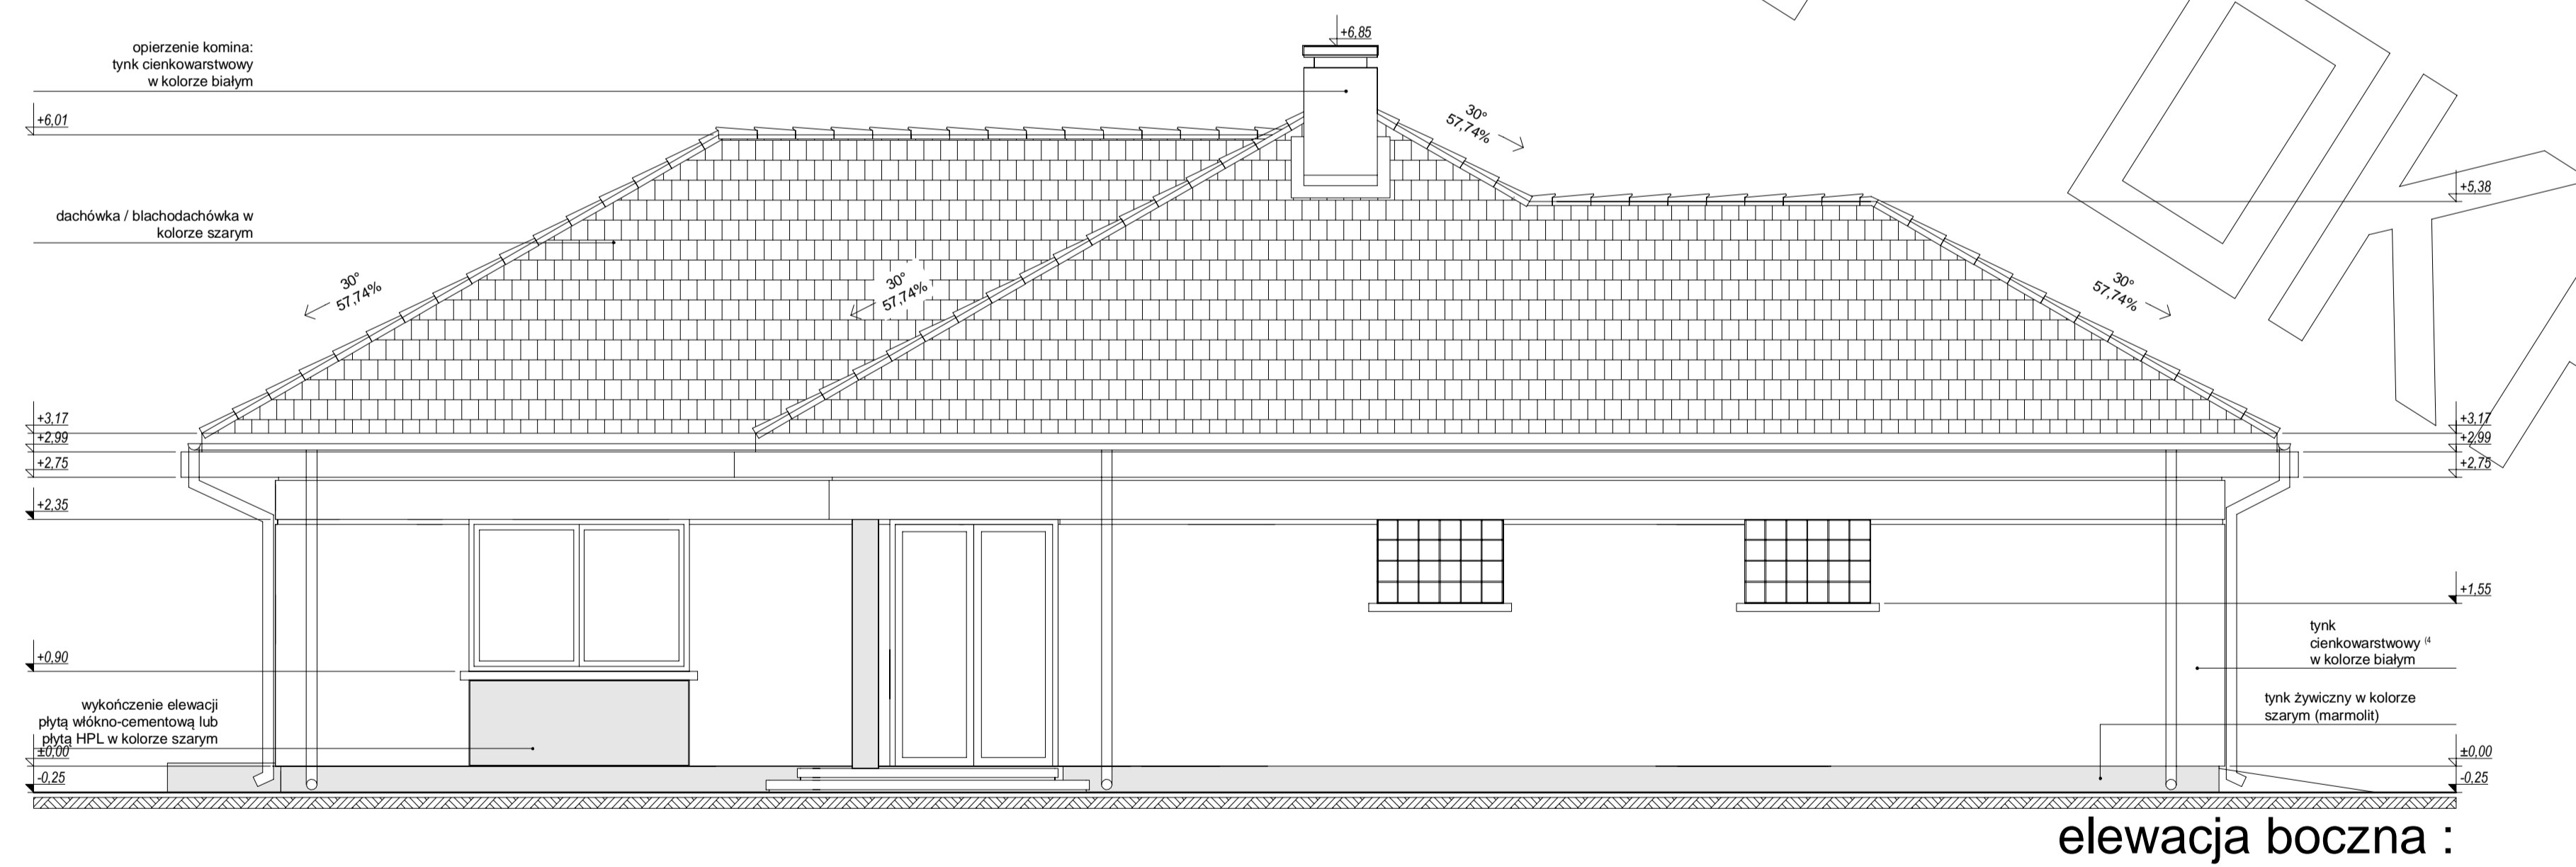 opierzenie komina:
tynk cienkowarstwowy
w kolorze białym
+6,85
+6,01
30°
57,74%
dachówka / blachodachówka w
kolorze szarym
+5,38
30°
57,74%
30°
57,74%
30°
57,74%
+3,17
+2,99
+2,75
+2,35
+3,17
+2,99
+2,75
+1,55
tynk
cienkowarstwowy (4
w kolorze białym
+0,90
wykończenie elewacji
płytą włókno-cementową lub
płytą HPL w kolorze szarym
±0,00
-0,25
tynk żywiczny w kolorze
szarym (marmolit)
±0,00
-0,25
elewacja boczna :